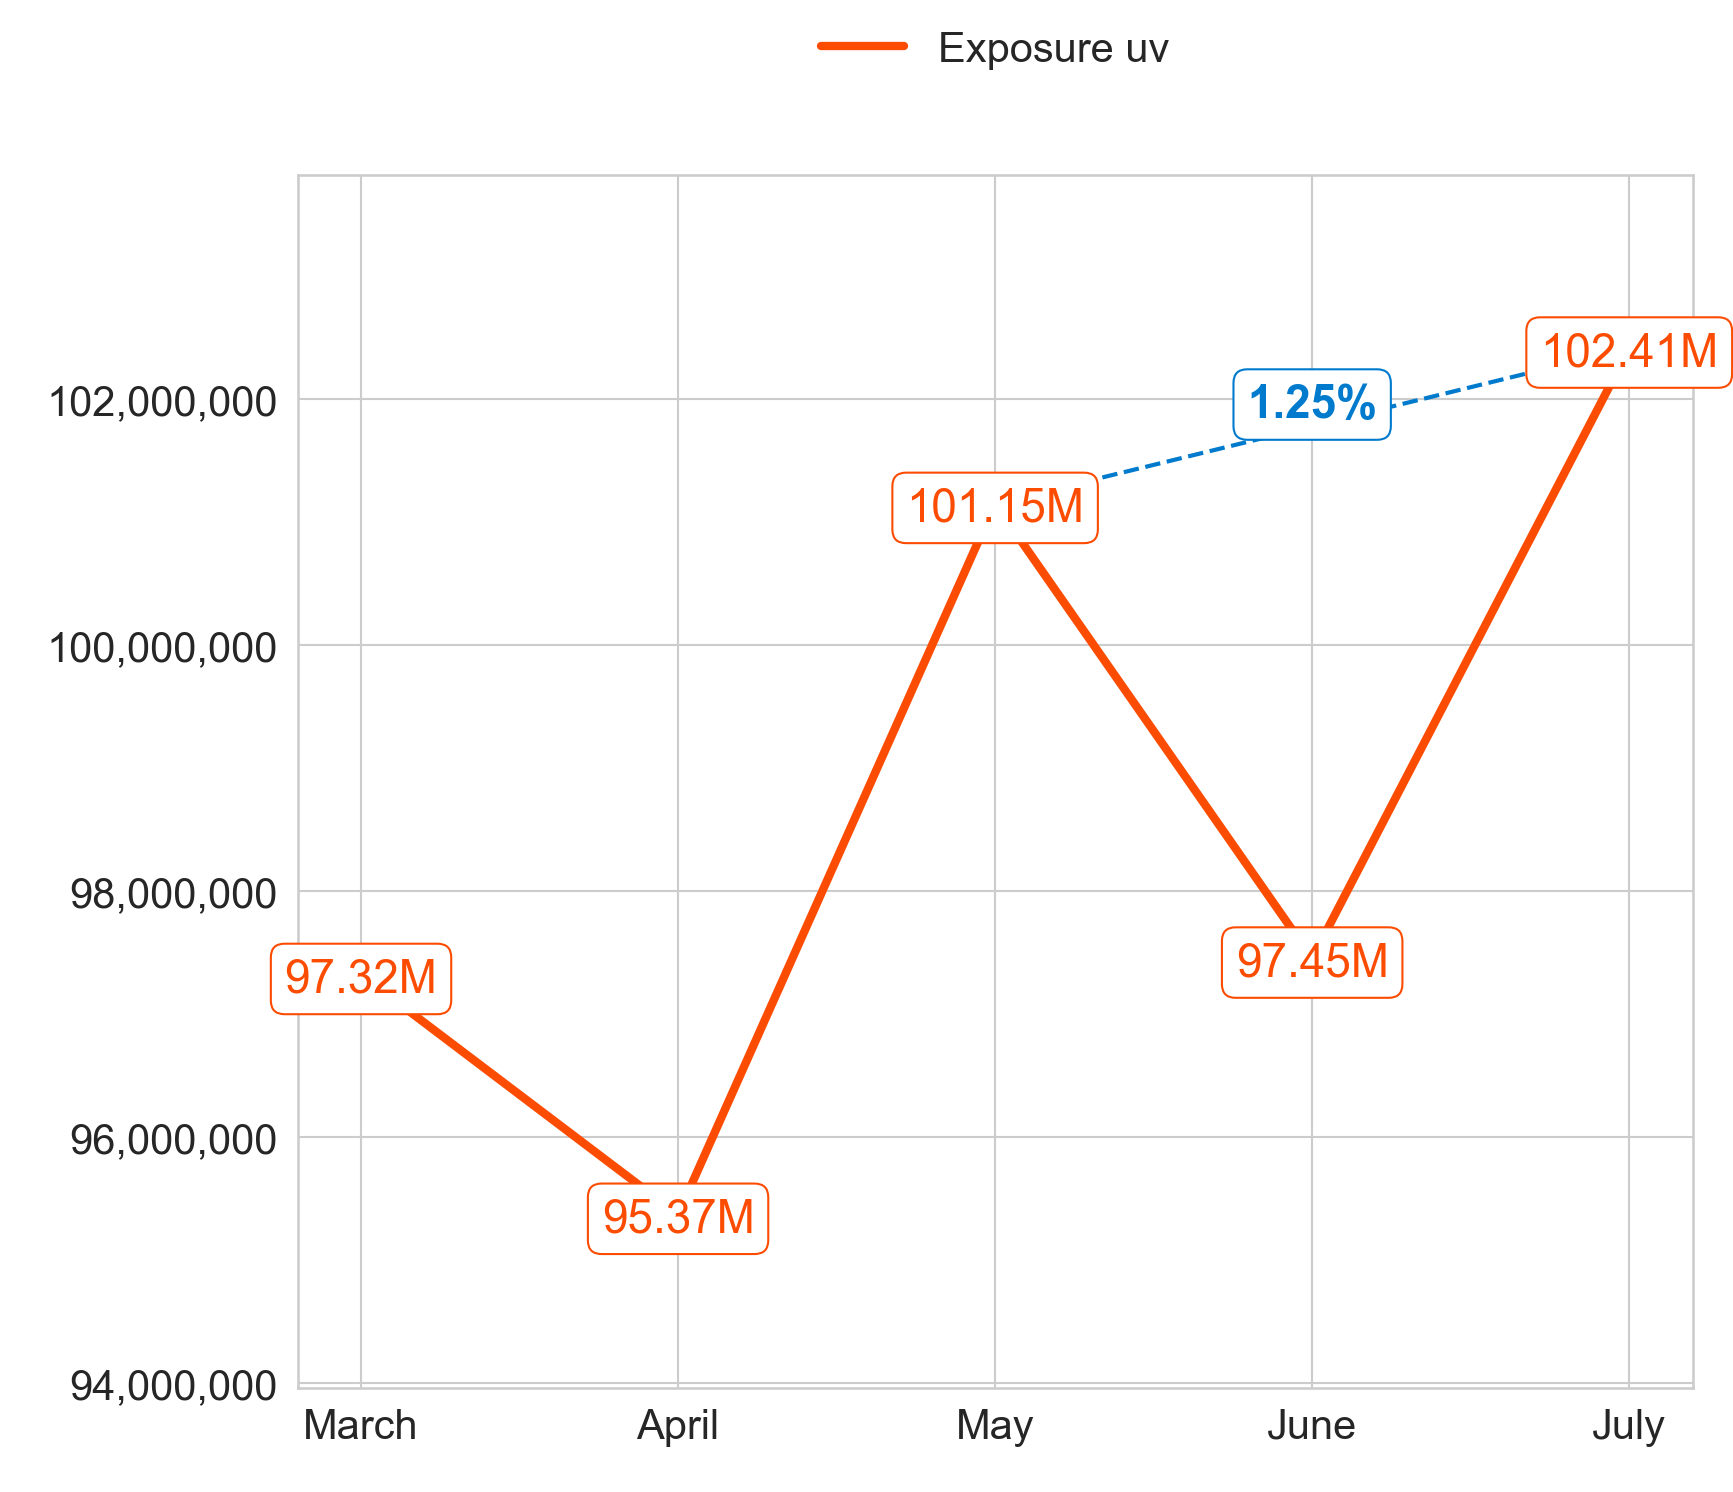 Exposure uv
102.41M
102,000,000
1.25%
101.15M
100,000,000
98,000,000
97.32M
97.45M
96,000,000
95.37M
94,000,000
March
April
May
June
July